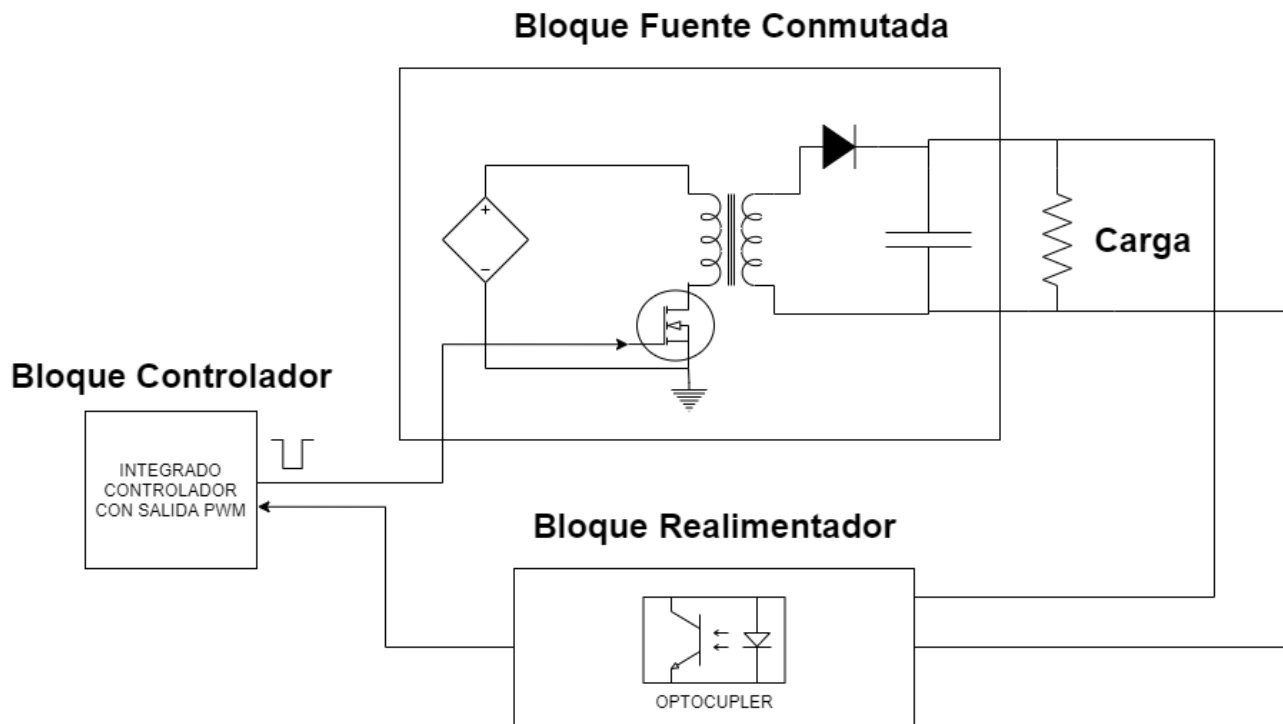 Bloque Fuente Conmutada
+
−
Carga
Bloque Controlador
INTEGRADO
CONTROLADOR
CON SALIDA PWM
Bloque Realimentador
OPTOCUPLER